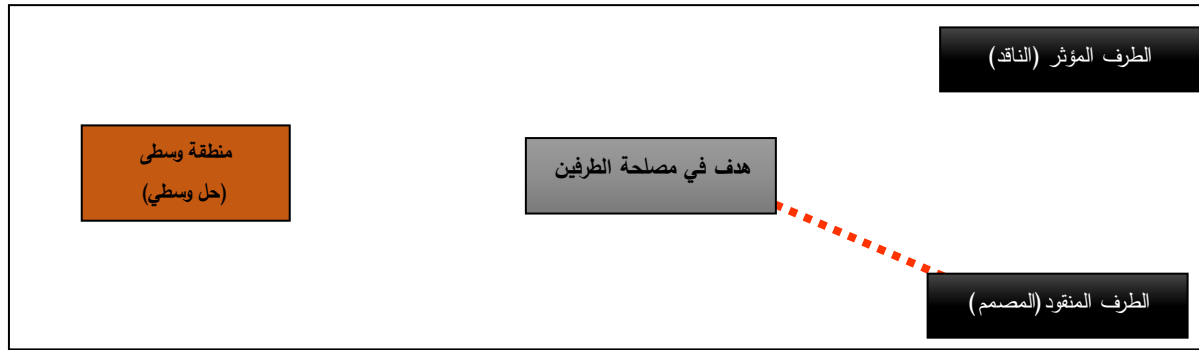 الطرف المؤثر (الناقد)
هدف في مصلحة الطرفين
منطقة وسطى
(حل وسطي)
الطرف المنقود (المصمم)